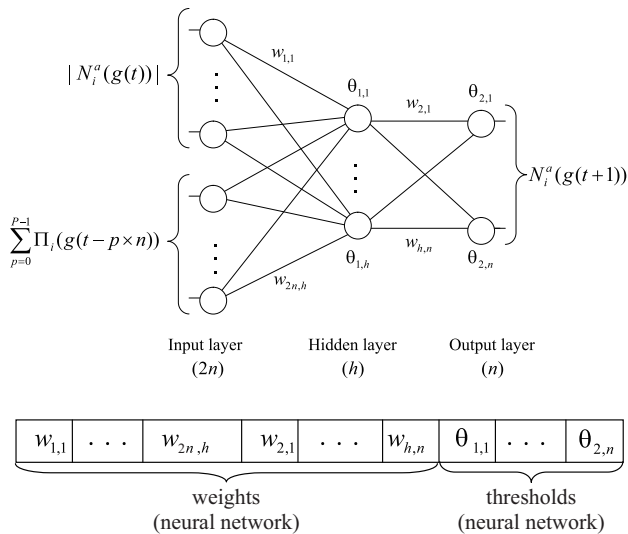 | N_i^a (g(t)) |
w_{1,1}
θ_{1,1}
w_{2,1}
θ_{2,1}
N_i^a (g(t+1))
\sum_{p=0}^{P-1} Π_i (g(t − p × n))
w_{2n,h}
θ_{1,h}
w_{h,n}
θ_{2,n}
Input layer Hidden layer Output layer
(2n) (h) (n)
w_{1,1} . . . w_{2n,h} w_{2,1} . . . w_{h,n} θ_{1,1} . . . θ_{2,n}
weights thresholds
(neural network) (neural network)